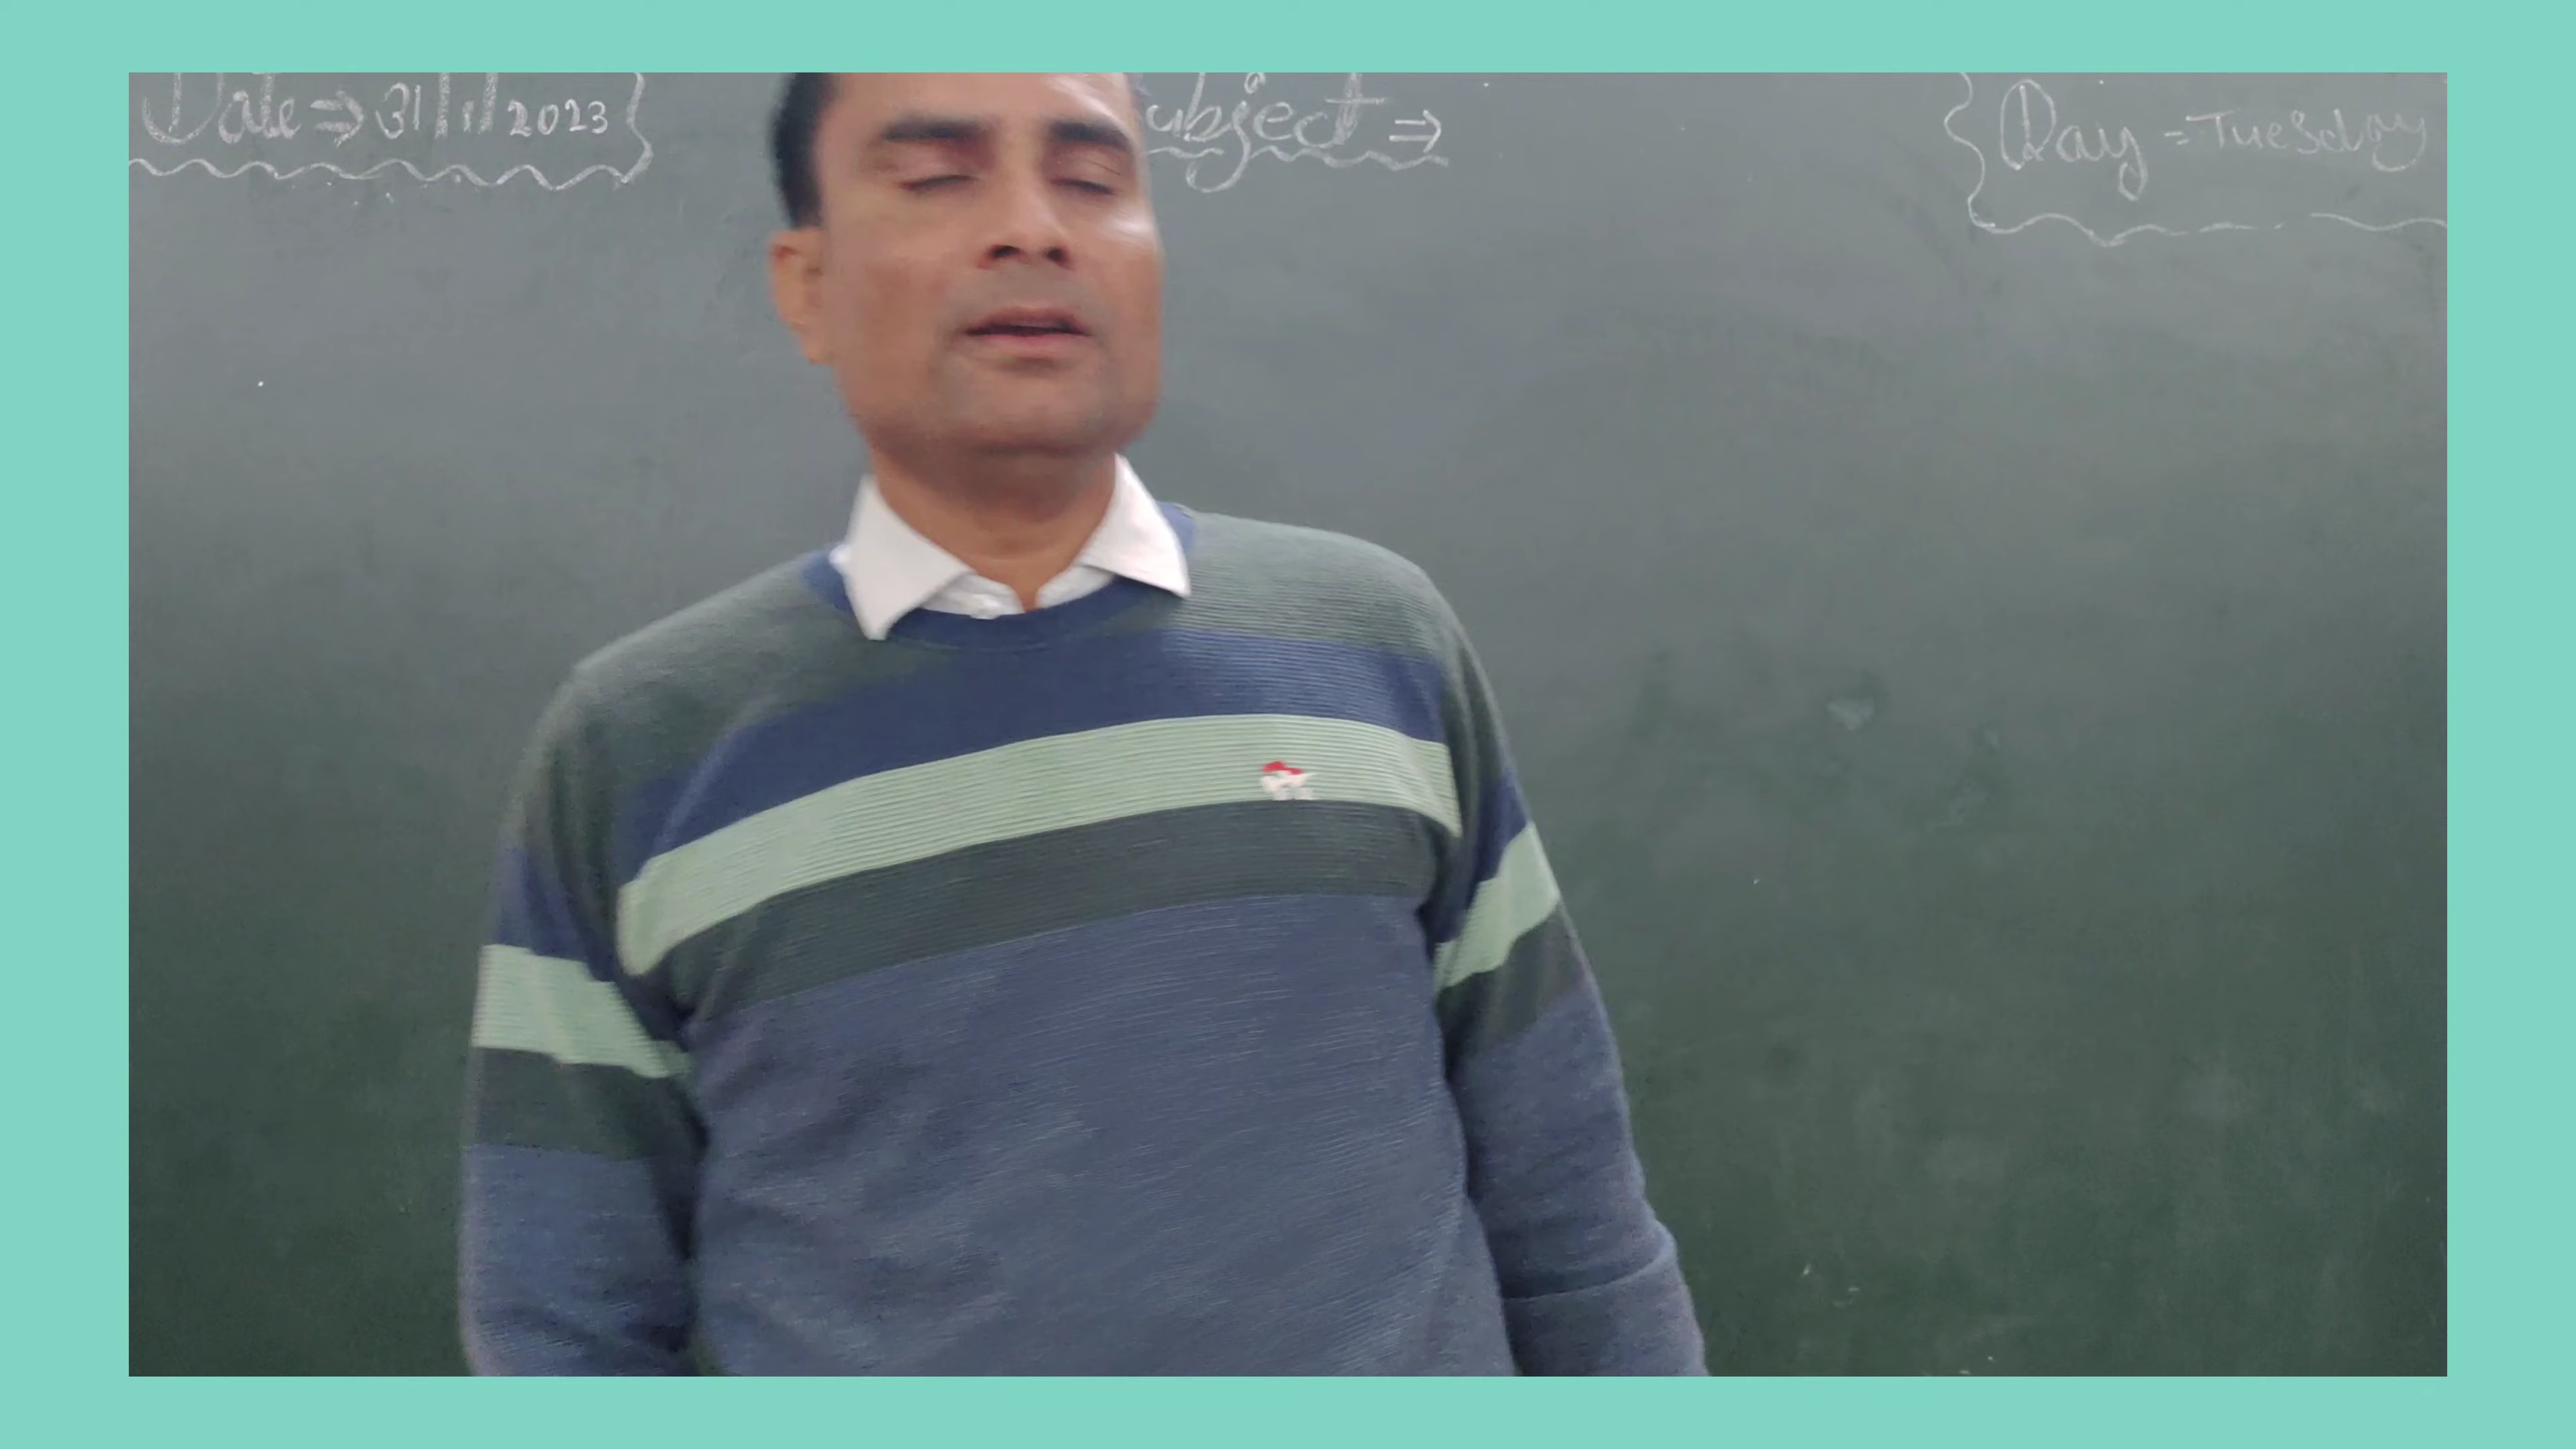 Date ⇒ 31/1/2023
ubject ⇒
Day = Tuesday